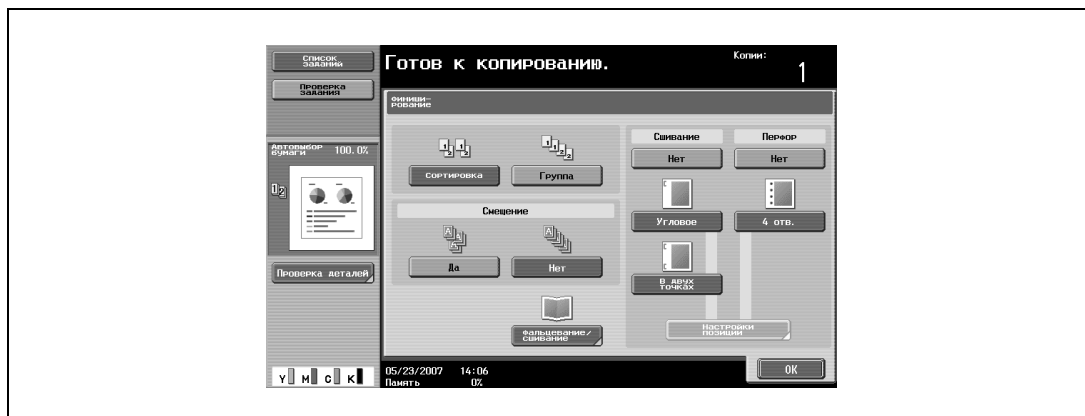 Список
заданий
Проверка
задания
Готов к копированию.
Копии:
1
Финици-
рование
Автовыбор
бумаги 100.0%
12
Сортировка
Группа
Смещение
Да
Нет
Фальцевание/
сшивание
Сшивание
Перфор
Нет
Нет
Угловое
4 отв.
В двух
точках
Настройки
позиции
Проверка деталей
Y M C K
05/23/2007 14:06
Память 0%
OK